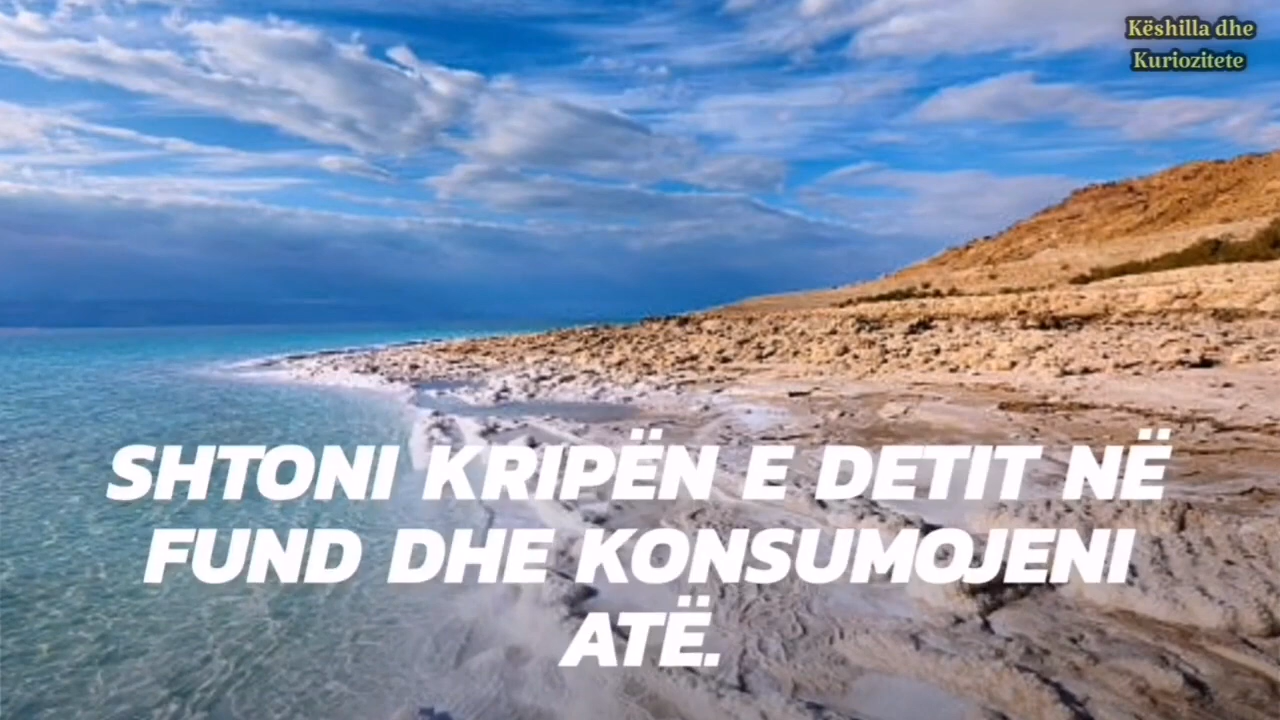 Këshilla dhe
Kuriozitete
SHTONI KRIPËN E DETIT NË
FUND DHE KONSUMOJENI
ATË.